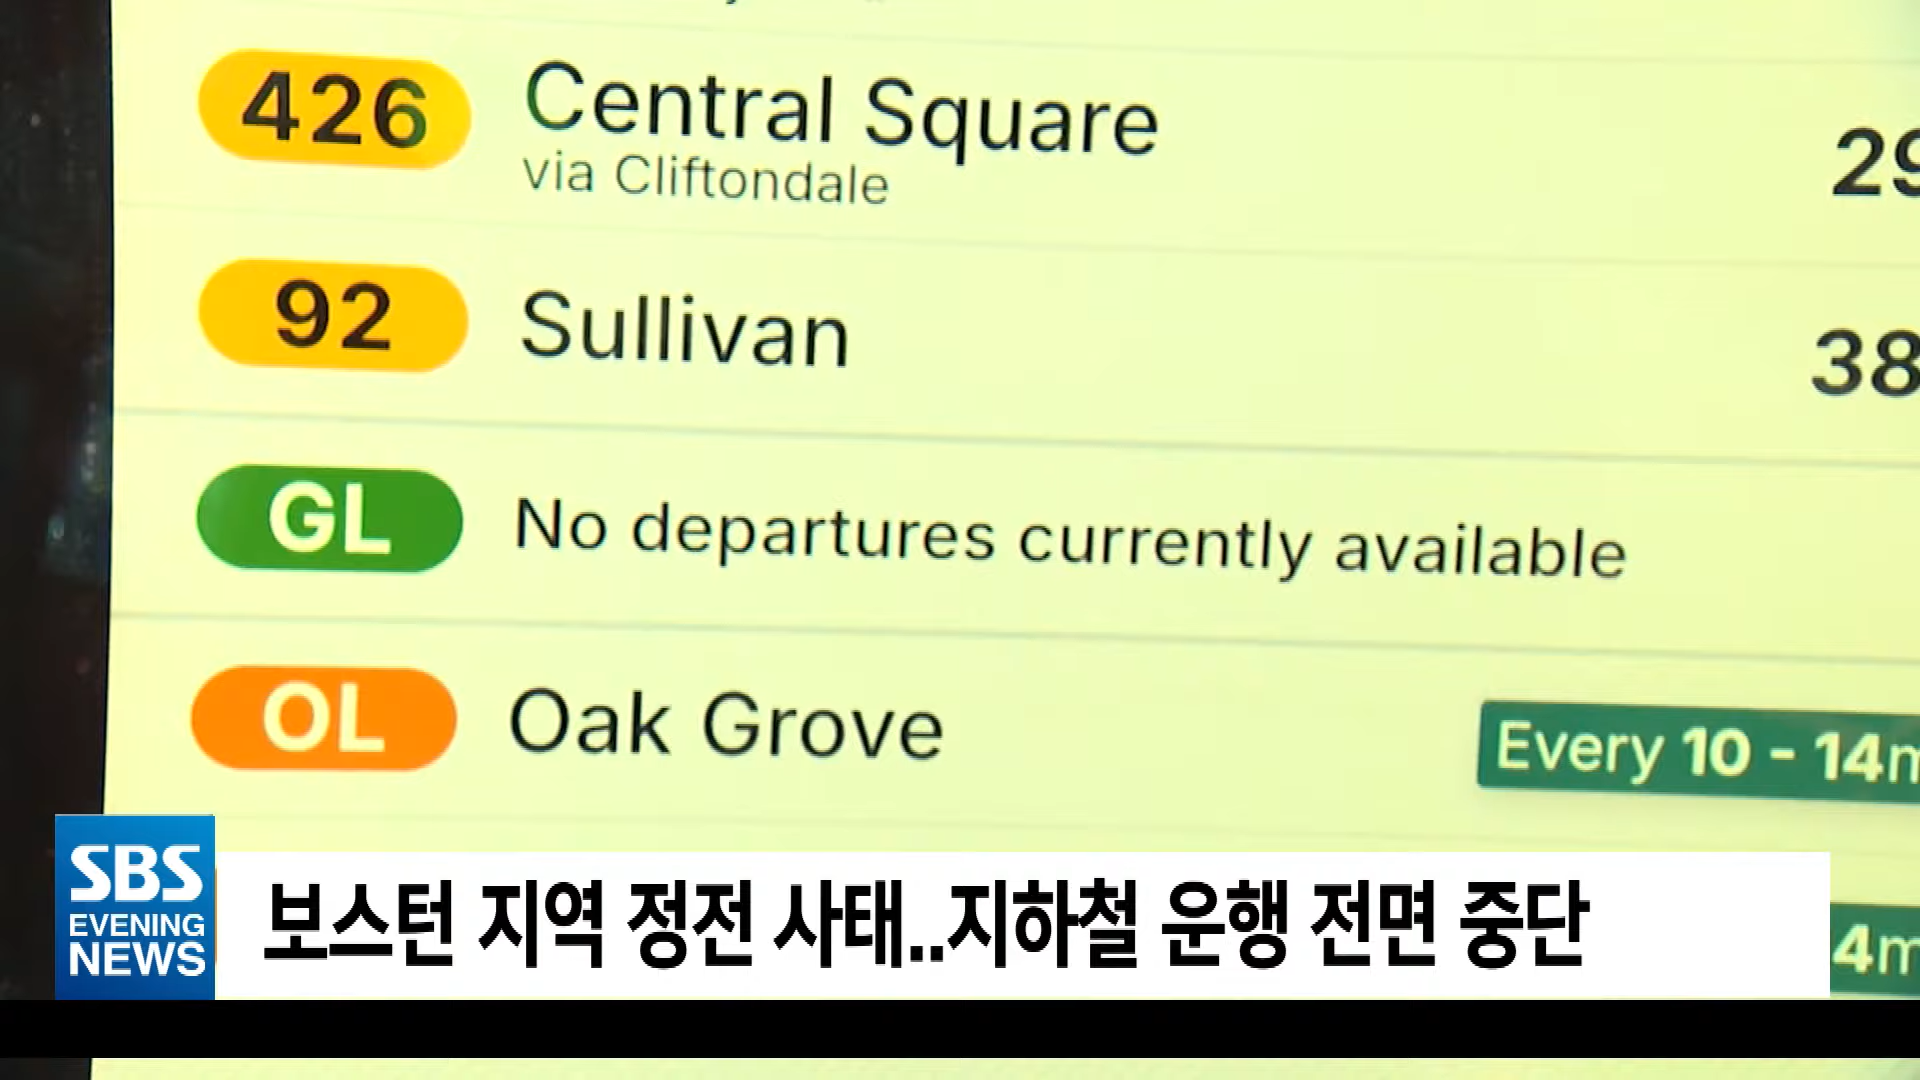 426 Central Square
via Cliftondale
29
92 Sullivan
38
GL No departures currently available
OL Oak Grove
Every 10 - 14m
SBS
EVENING
NEWS
보스턴 지역 정전 사태..지하철 운행 전면 중단
4m